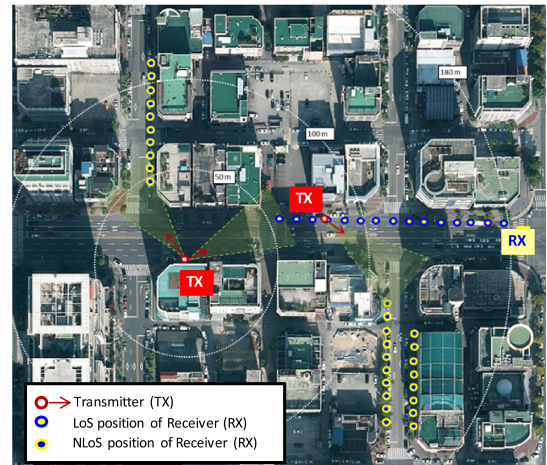 180 m
100 m
50 m
TX
RX
TX
Transmitter (TX)
LoS position of Receiver (RX)
NLoS position of Receiver (RX)